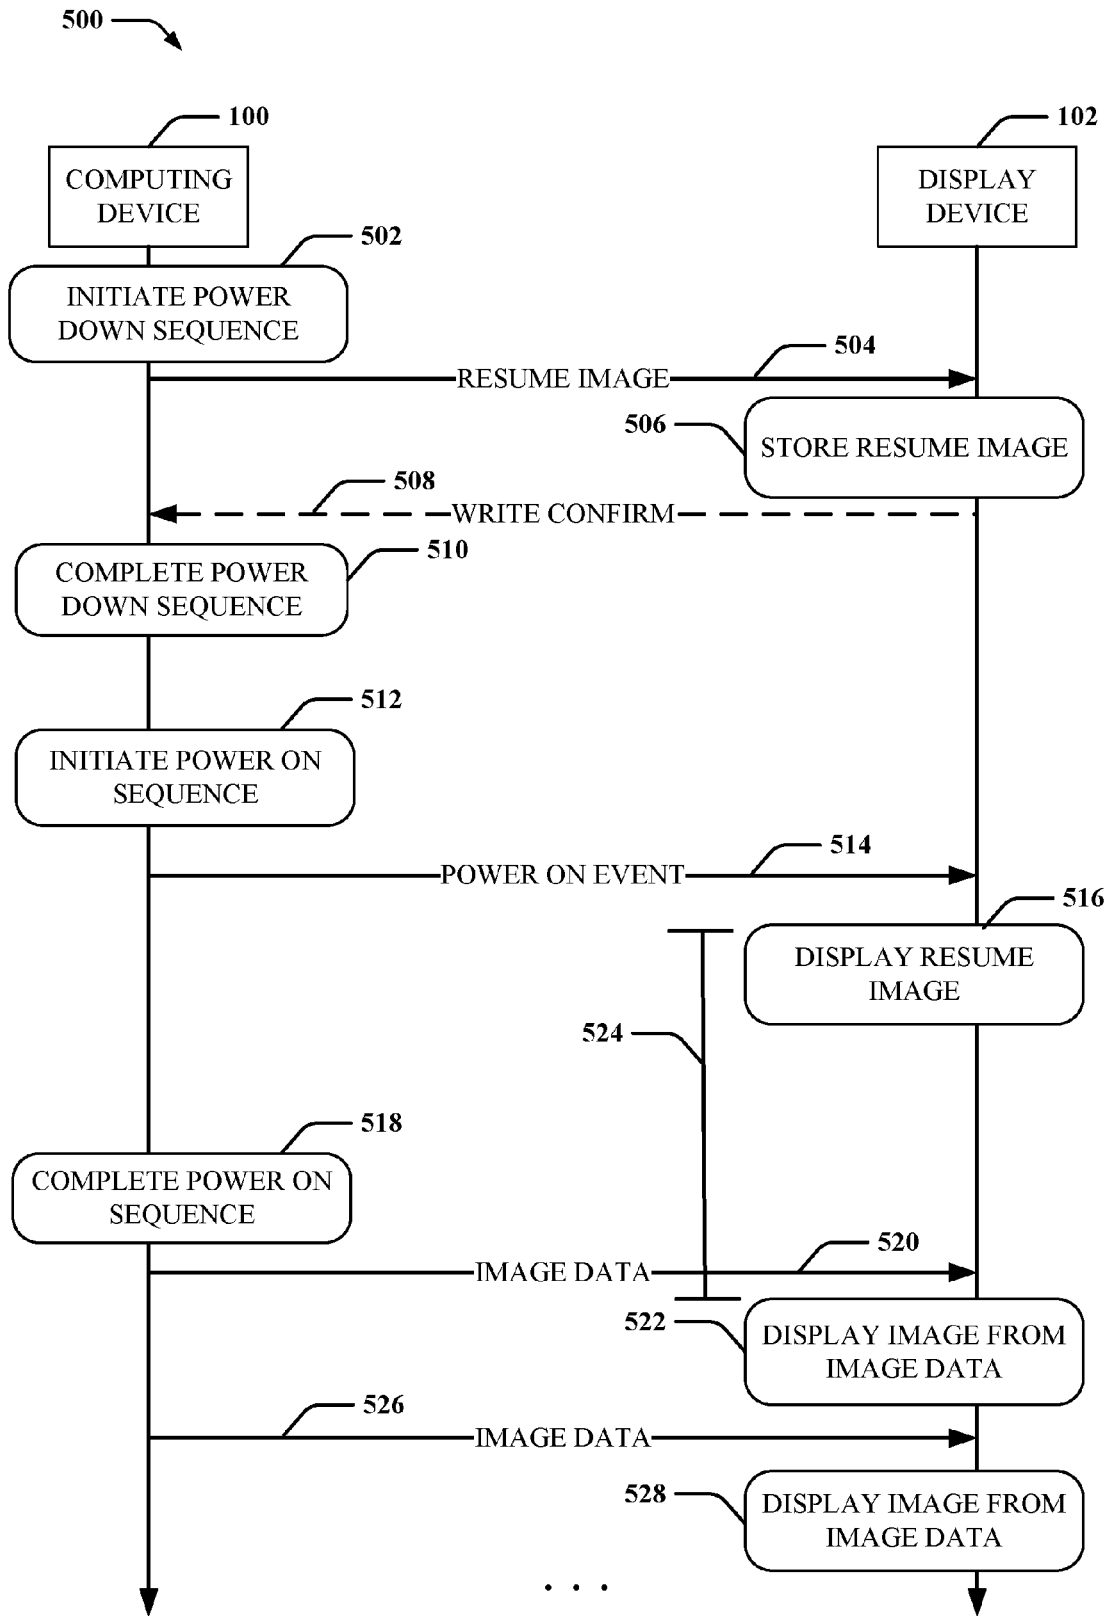 500
100
102
COMPUTING
DEVICE
DISPLAY
DEVICE
502
INITIATE POWER
DOWN SEQUENCE
504
RESUME IMAGE
506
STORE RESUME IMAGE
508
WRITE CONFIRM
510
COMPLETE POWER
DOWN SEQUENCE
512
INITIATE POWER ON
SEQUENCE
514
POWER ON EVENT
516
DISPLAY RESUME
IMAGE
524
518
COMPLETE POWER ON
SEQUENCE
520
IMAGE DATA
522
DISPLAY IMAGE FROM
IMAGE DATA
526
IMAGE DATA
528
DISPLAY IMAGE FROM
IMAGE DATA
. . .